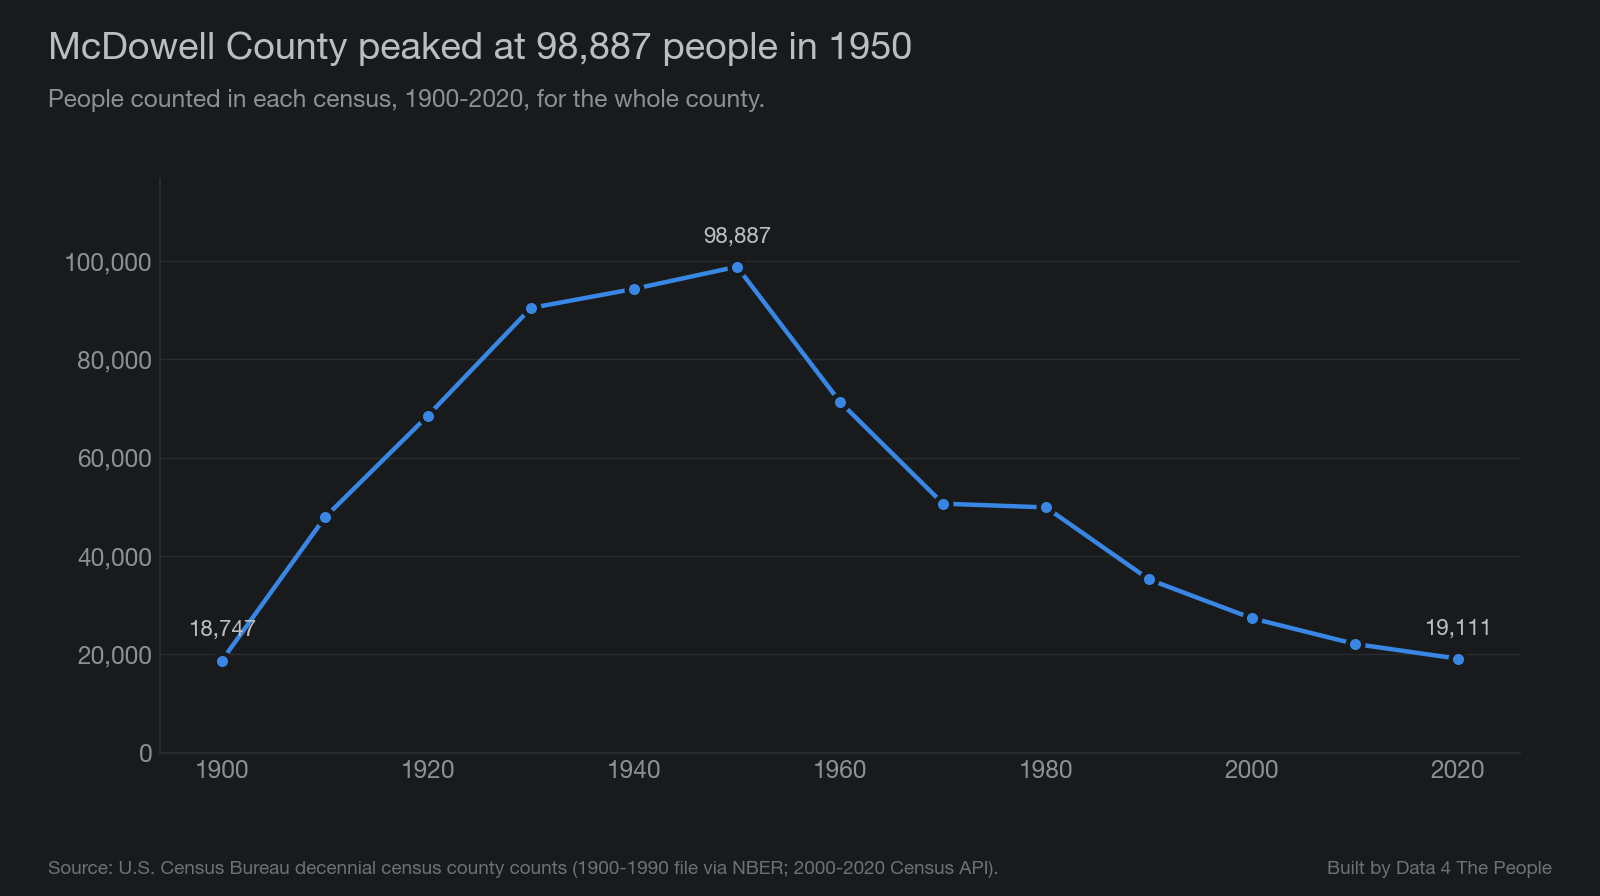 McDowell County peaked at 98,887 people in 1950
People counted in each census, 1900-2020, for the whole county.
98,887
100,000
80,000
60,000
40,000
18,747
19,111
20,000
0
1900 1920 1940 1960 1980 2000 2020
Source: U.S. Census Bureau decennial census county counts (1900-1990 file via NBER; 2000-2020 Census API).
Built by Data 4 The People